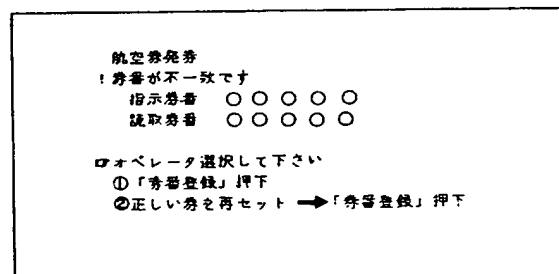 航空券発券
！券番が不一致です
指示券番 ○○○○○
読取券番 ○○○○○
☞オペレータ選択して下さい
①「券番登録」押下
②正しい券を再セット →「券番登録」押下